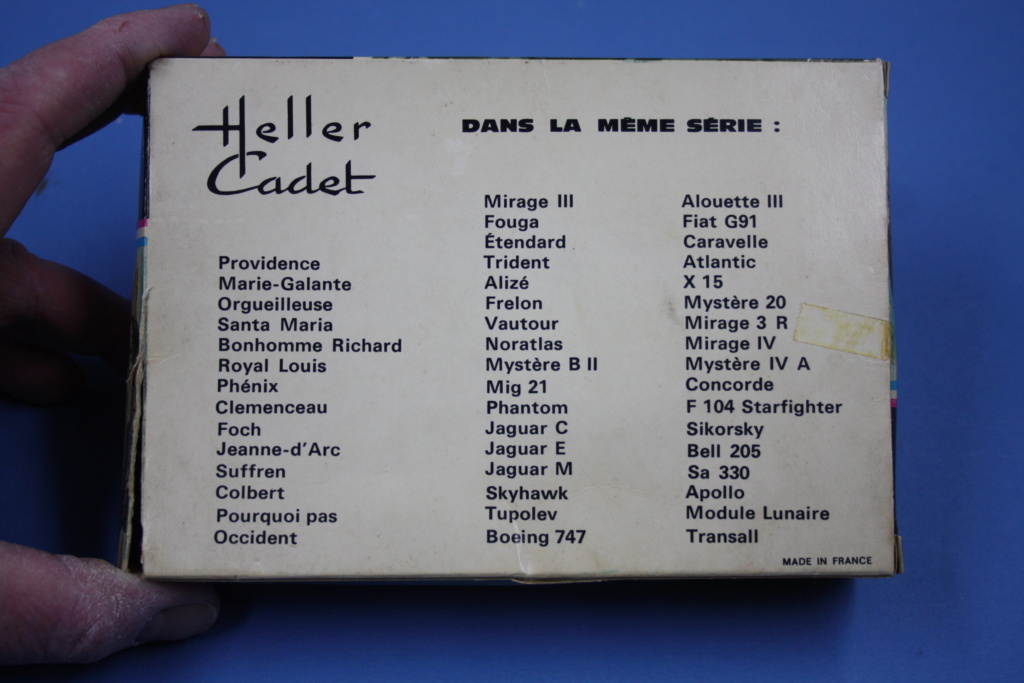 Heller
Cadet
DANS LA MÊME SÉRIE :
Providence
Marie-Galante
Orgueilleuse
Santa Maria
Bonhomme Richard
Royal Louis
Phénix
Clemenceau
Foch
Jeanne-d'Arc
Suffren
Colbert
Pourquoi pas
Occident
Mirage III
Fouga
Étendard
Trident
Alizé
Frelon
Vautour
Noratlas
Mystère B II
Mig 21
Phantom
Jaguar C
Jaguar E
Jaguar M
Skyhawk
Tupolev
Boeing 747
Alouette III
Fiat G91
Caravelle
Atlantic
X 15
Mystère 20
Mirage 3 R
Mirage IV
Mystère IV A
Concorde
F 104 Starfighter
Sikorsky
Bell 205
Sa 330
Apollo
Module Lunaire
Transall
MADE IN FRANCE